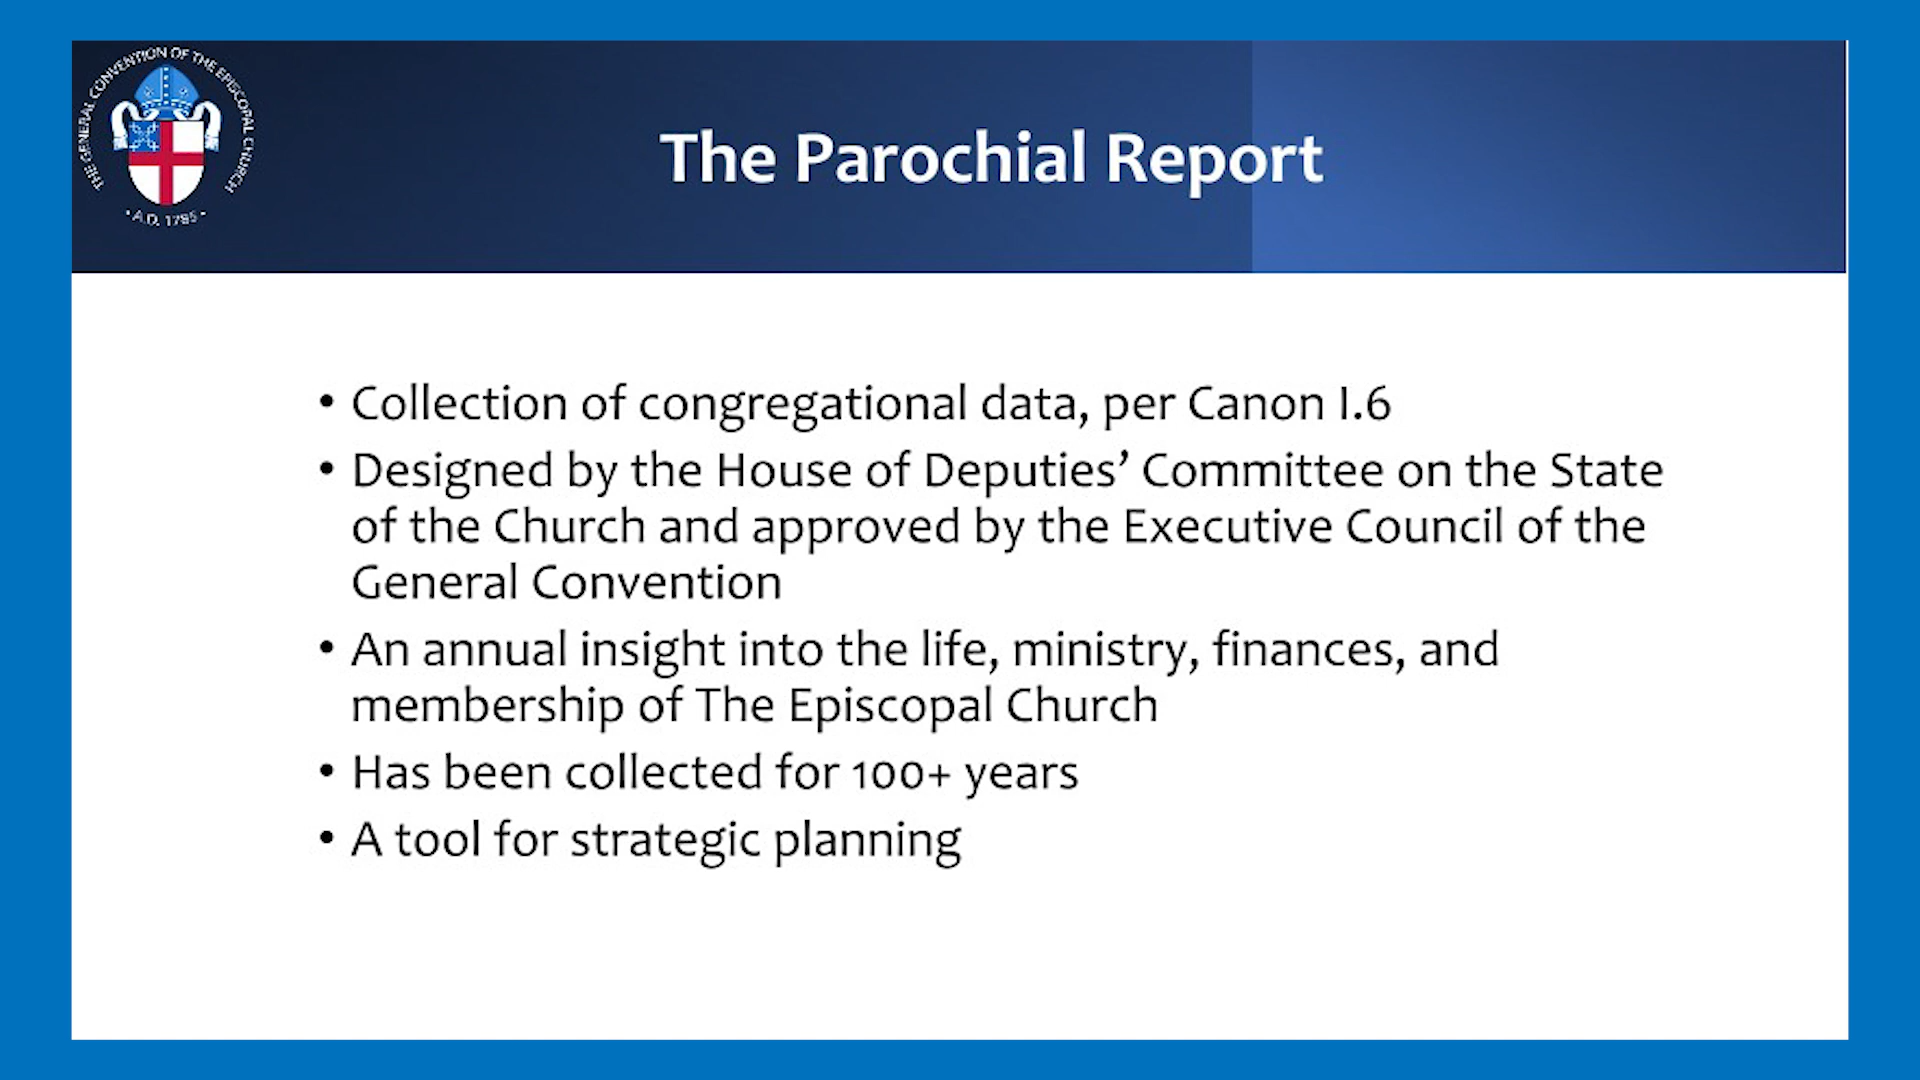 THE GENERAL CONVENTION OF THE EPISCOPAL CHURCH
• A.D. 1785 •
The Parochial Report
• Collection of congregational data, per Canon I.6
• Designed by the House of Deputies’ Committee on the State
of the Church and approved by the Executive Council of the
General Convention
• An annual insight into the life, ministry, finances, and
membership of The Episcopal Church
• Has been collected for 100+ years
• A tool for strategic planning